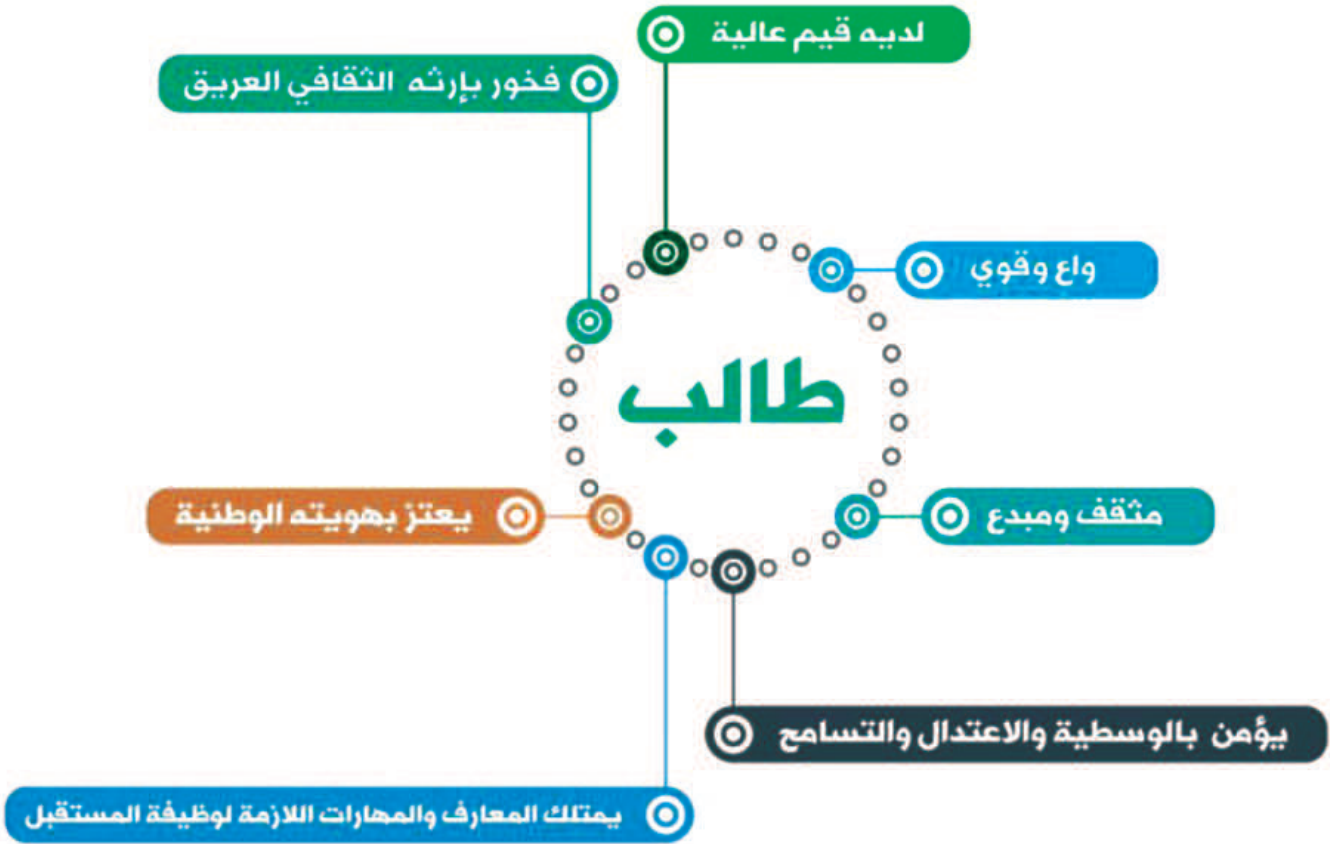 لديه قيم عالية
فخور بإرثه الثقافي العريق
واع وقوي
طالب
يعتز بهويته الوطنية
مثقف ومبدع
يؤمن بالوسطية والاعتدال والتسامح
يمتلك المعارف والمهارات اللازمة لوظيفة المستقبل